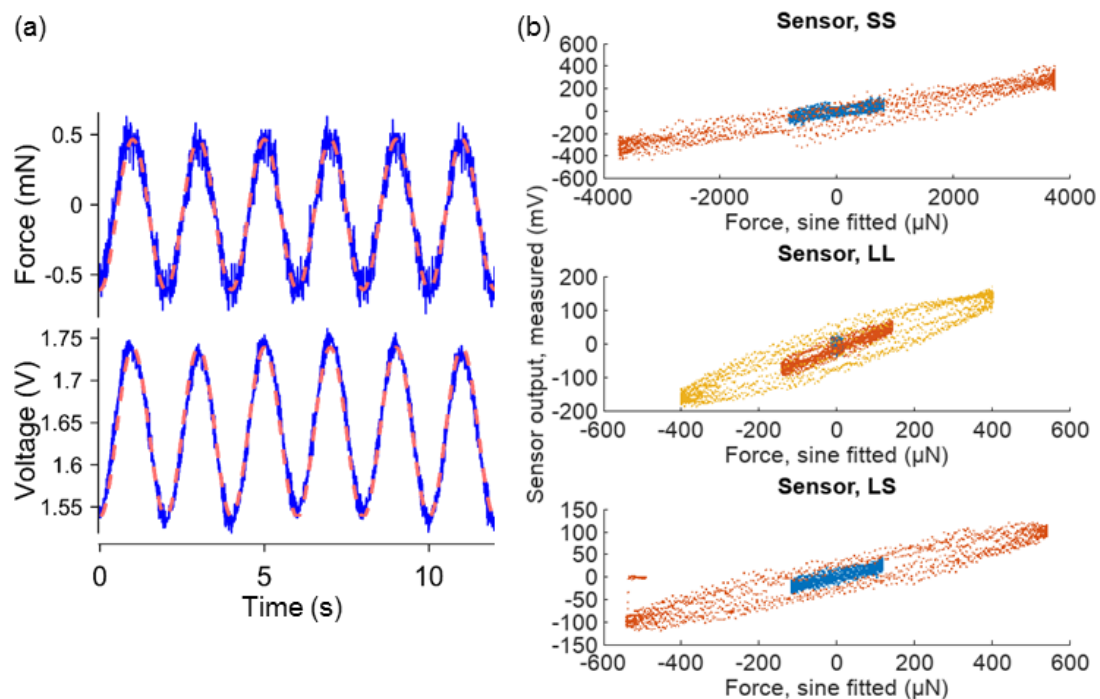 (a)
Force (mN)
0.5
0
-0.5
Voltage (V)
1.75
1.7
1.65
1.6
1.55
0 5 10
Time (s)
(b)
Sensor output, measured (mV)
Sensor, SS
600
400
200
0
-200
-400
-600
-4000 -2000 0 2000 4000
Force, sine fitted (µN)
Sensor, LL
200
100
0
-100
-200
-600 -400 -200 0 200 400 600
Force, sine fitted (µN)
Sensor, LS
150
100
50
0
-50
-100
-150
-600 -400 -200 0 200 400 600
Force, sine fitted (µN)